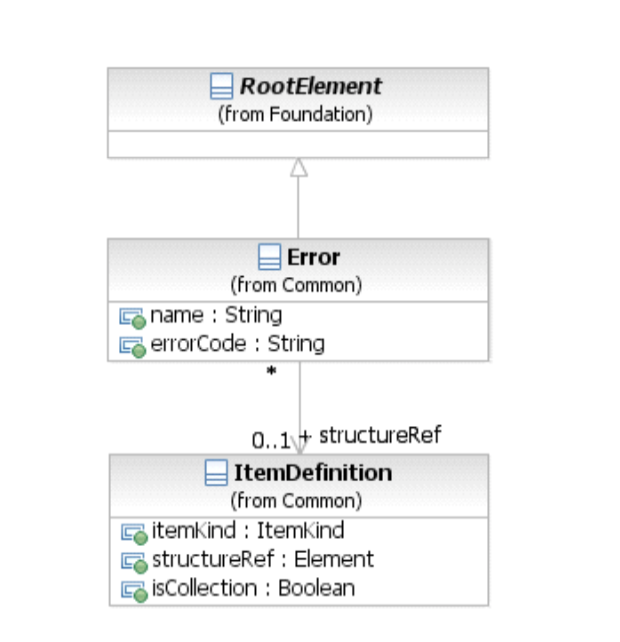 RootElement
(from Foundation)
Error
(from Common)
name : String
errorCode : String
*
0..1 + structureRef
ItemDefinition
(from Common)
itemKind : ItemKind
structureRef : Element
isCollection : Boolean